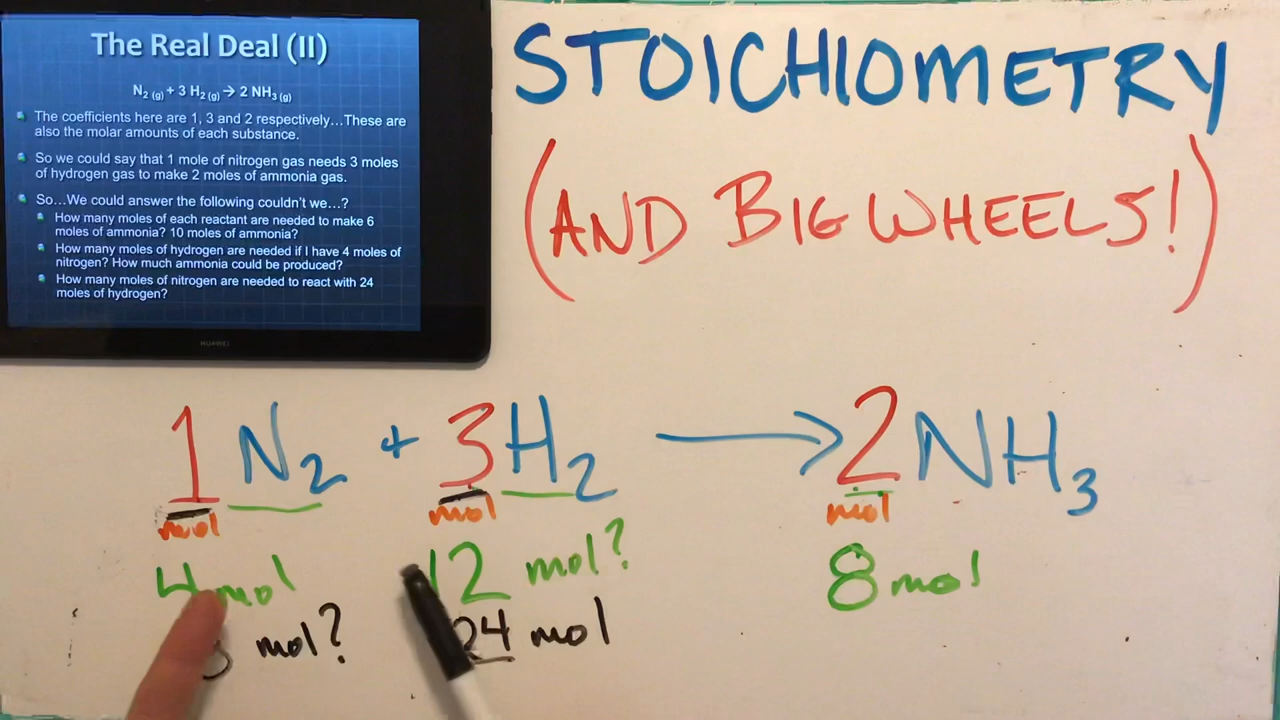 The Real Deal (II)
N₂ (g) + 3 H₂ (g) → 2 NH₃ (g)
The coefficients here are 1, 3 and 2 respectively…These are
also the molar amounts of each substance.
So we could say that 1 mole of nitrogen gas needs 3 moles
of hydrogen gas to make 2 moles of ammonia gas.
So…We could answer the following couldn't we…?
How many moles of each reactant are needed to make 6
moles of ammonia? 10 moles of ammonia?
How many moles of hydrogen are needed if I have 4 moles of
nitrogen? How much ammonia could be produced?
How many moles of nitrogen are needed to react with 24
moles of hydrogen?
HUAWEI
STOICHIOMETRY
(AND BIG WHEELS!)
1 N₂ + 3 H₂ → 2 NH₃
mol mol mol
4 mol 12 mol? 8 mol
8 mol? 24 mol